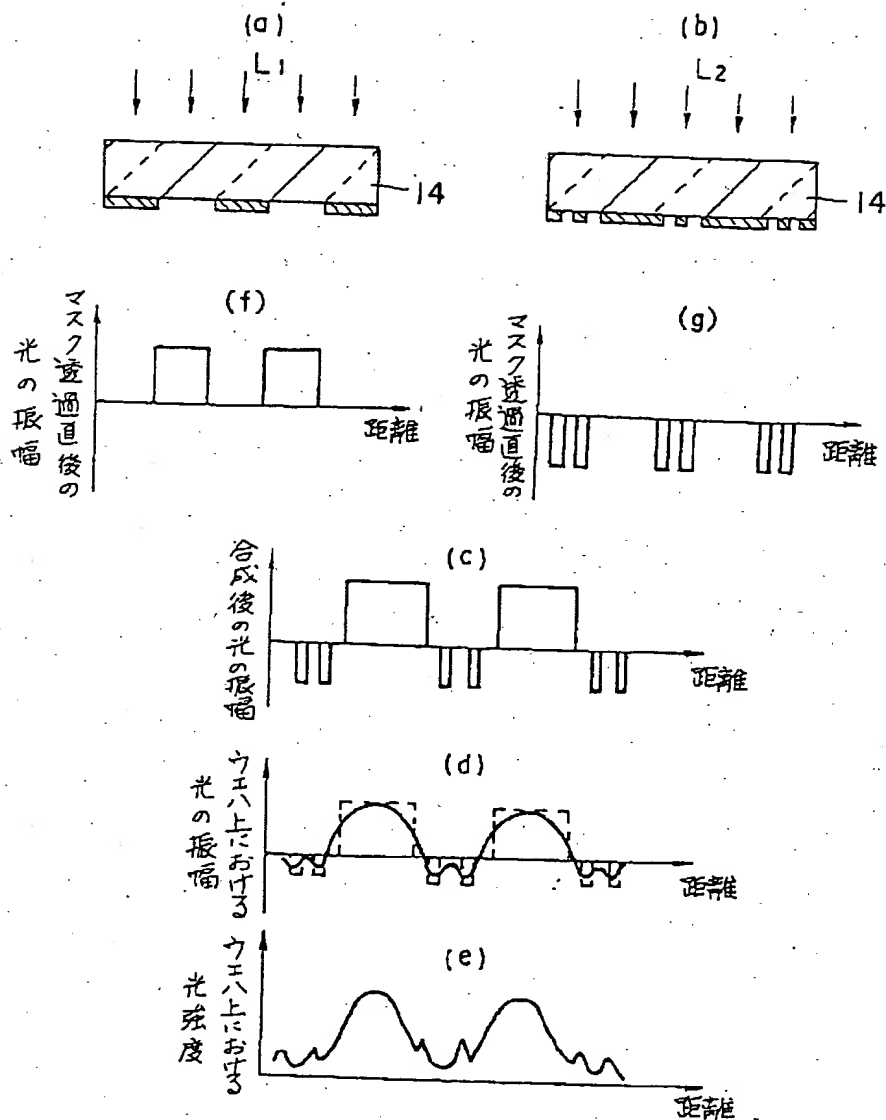 (a)
L1
14
(b)
L2
14
(f)
マスク透過直後の
光の振幅
距離
(g)
マスク透過直後の
光の振幅
距離
(c)
合成後の光の振幅
距離
(d)
ウエハ上における
光の振幅
距離
(e)
ウエハ上における
光強度
距離